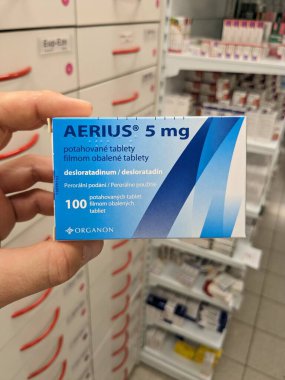 AERIUS® 5 mg
potahované tablety
filmom obalené tablety
desloratadinum / desloratadín
Perorální podání / Perorálne použitie
100 potahovaných tablet
filmom obalených
tabliet
ORGANON